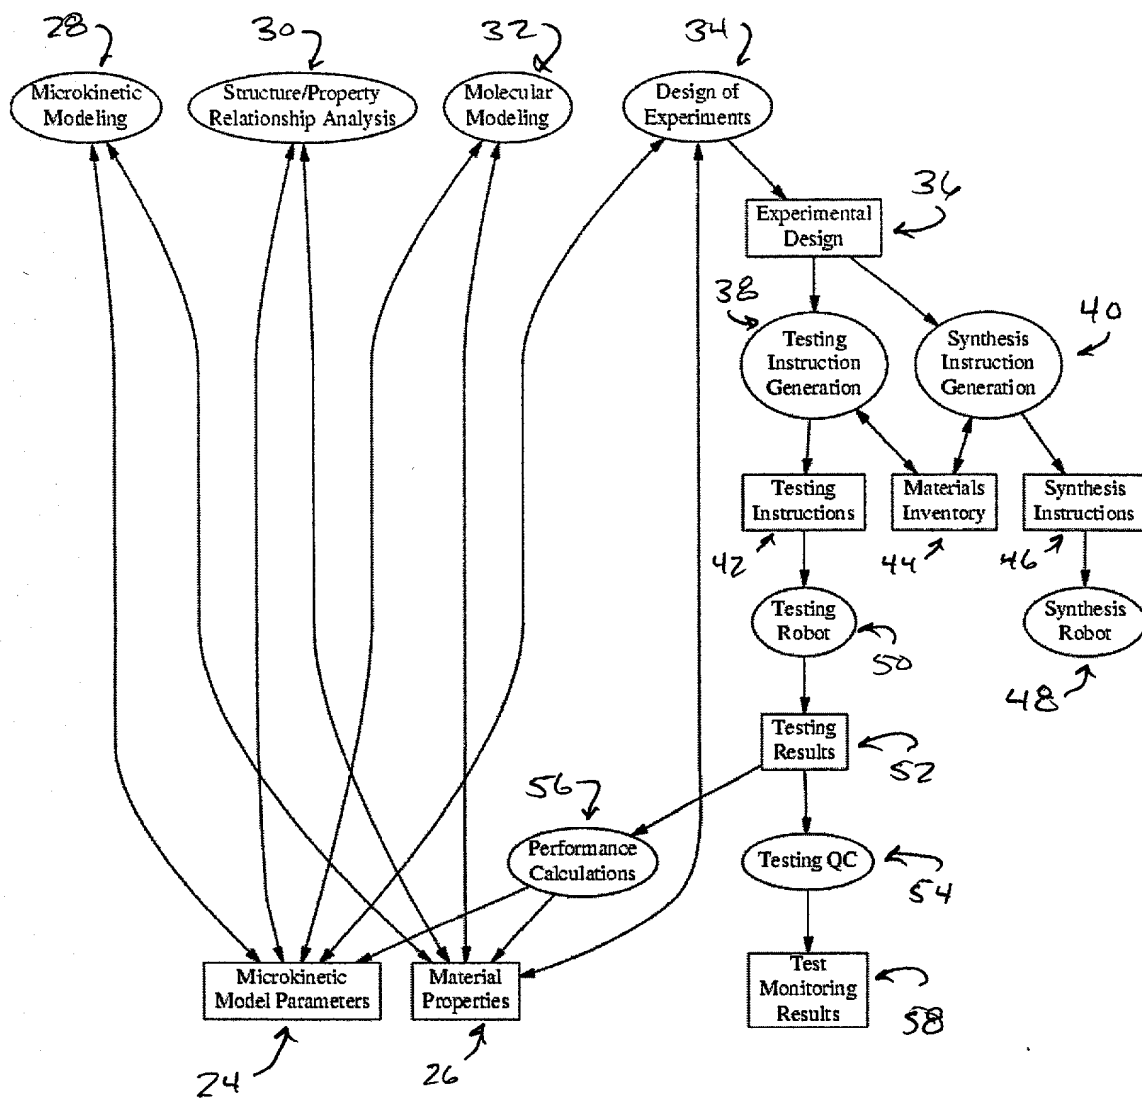 28
30
32
34
Microkinetic
Modeling
Structure/Property
Relationship Analysis
Molecular
Modeling
Design of
Experiments
36
Experimental
Design
38
40
Testing
Instruction
Generation
Synthesis
Instruction
Generation
Testing
Instructions
Materials
Inventory
Synthesis
Instructions
42
44
46
Testing
Robot
Synthesis
Robot
50
48
Testing
Results
52
56
Performance
Calculations
Testing QC
54
Microkinetic
Model Parameters
Material
Properties
Test
Monitoring
Results
58
24
26